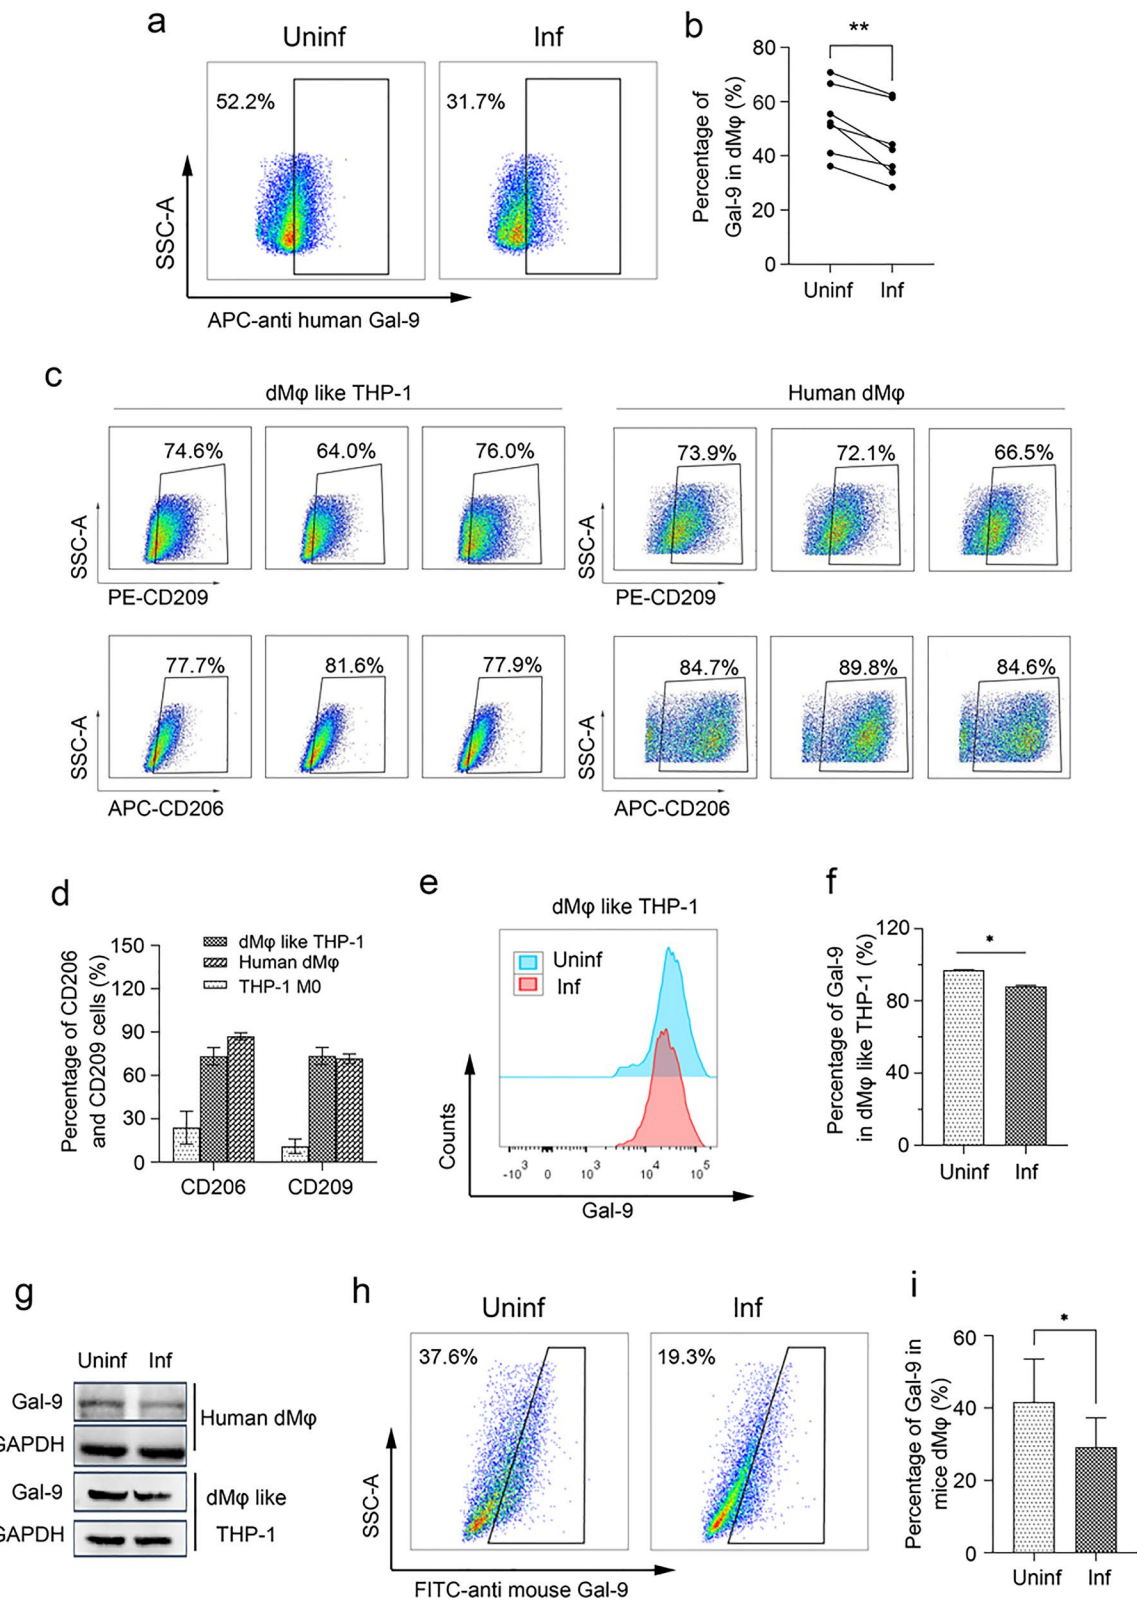 a
Uninf
Inf
52.2%
31.7%
SSC-A
APC-anti human Gal-9
b
**
80
60
40
20
0
Percentage of
Gal-9 in dMφ (%)
Uninf Inf
c
dMφ like THP-1
Human dMφ
74.6% 64.0% 76.0% 73.9% 72.1% 66.5%
SSC-A
SSC-A
PE-CD209
PE-CD209
77.7% 81.6% 77.9% 84.7% 89.8% 84.6%
SSC-A
SSC-A
APC-CD206
APC-CD206
d
Percentage of CD206
and CD209 cells (%)
150
120
90
60
30
0
dMφ like THP-1
Human dMφ
THP-1 M0
CD206 CD209
e
dMφ like THP-1
Uninf
Inf
Counts
-10³ 0 10³ 10⁴ 10⁵
Gal-9
f
Percentage of Gal-9
in dMφ like THP-1 (%)
120
80
40
0
*
Uninf Inf
g
Uninf Inf
Gal-9
GAPDH
Human dMφ
Gal-9
GAPDH
dMφ like
THP-1
h
Uninf
Inf
37.6%
19.3%
SSC-A
FITC-anti mouse Gal-9
i
Percentage of Gal-9 in
mice dMφ (%)
60
40
20
0
*
Uninf Inf